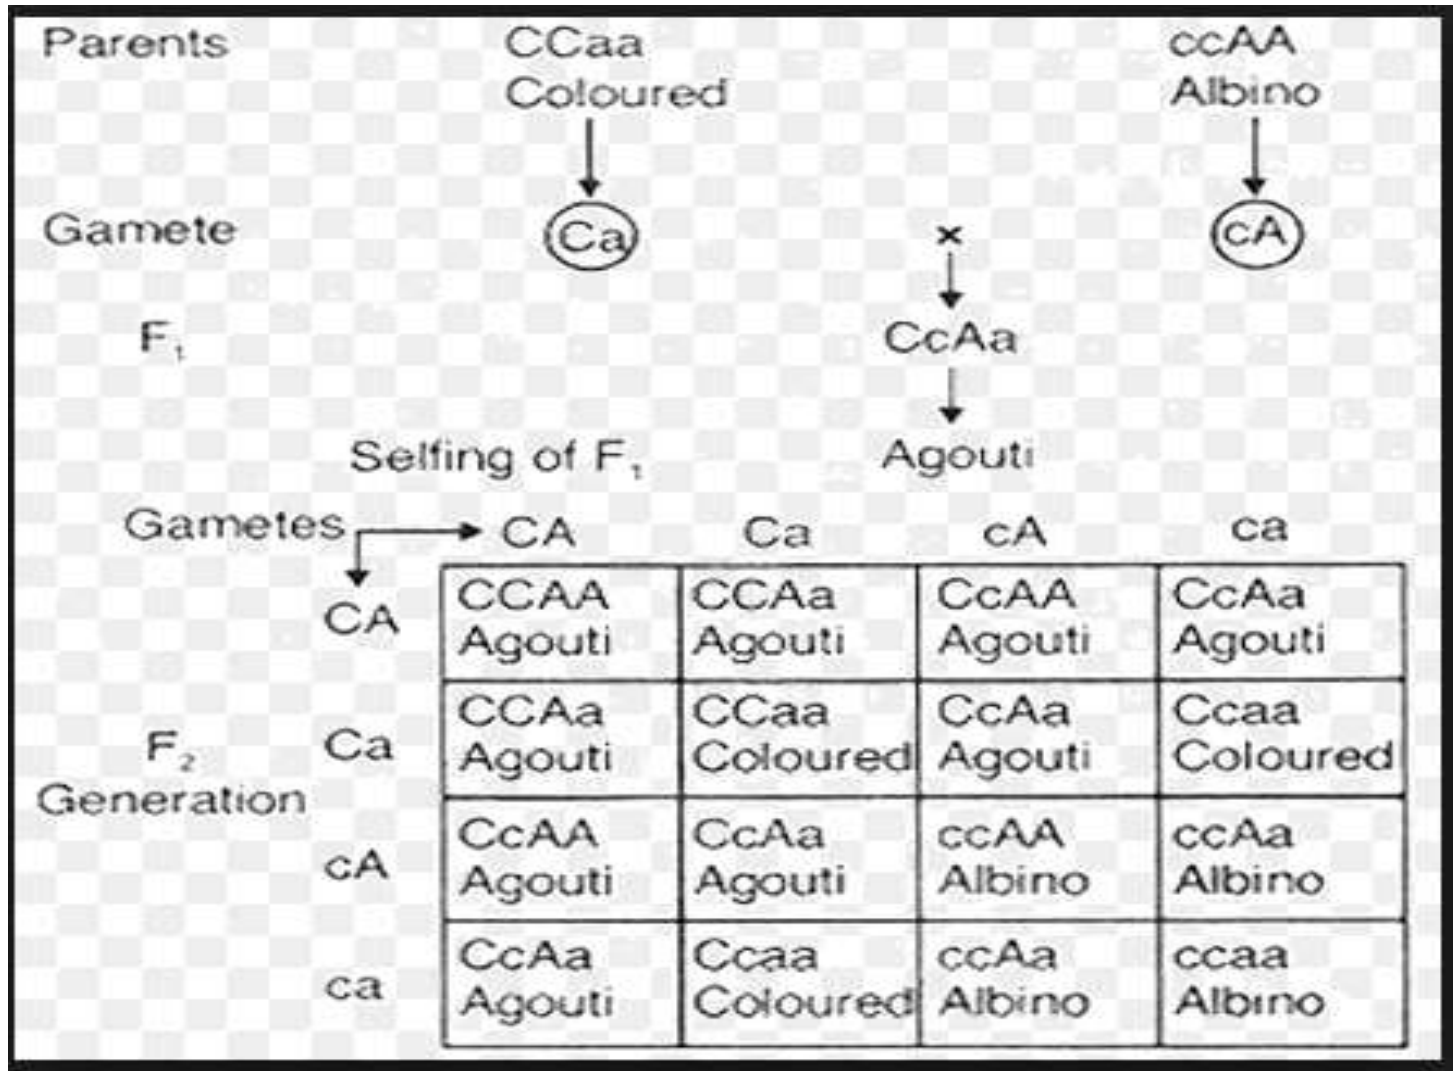 Parents CCaa ccAA
Coloured Albino
Gamete Ca × cA
F₁ CcAa
Selfing of F₁ Agouti
Gametes CA Ca cA ca
CA CCAA CCAa CcAA CcAa
Agouti Agouti Agouti Agouti
Ca CCAa CCaa CcAa Ccaa
Agouti Coloured Agouti Coloured
F₂
Generation
cA CcAA CcAa ccAA ccAa
Agouti Agouti Albino Albino
ca CcAa Ccaa ccAa ccaa
Agouti Coloured Albino Albino